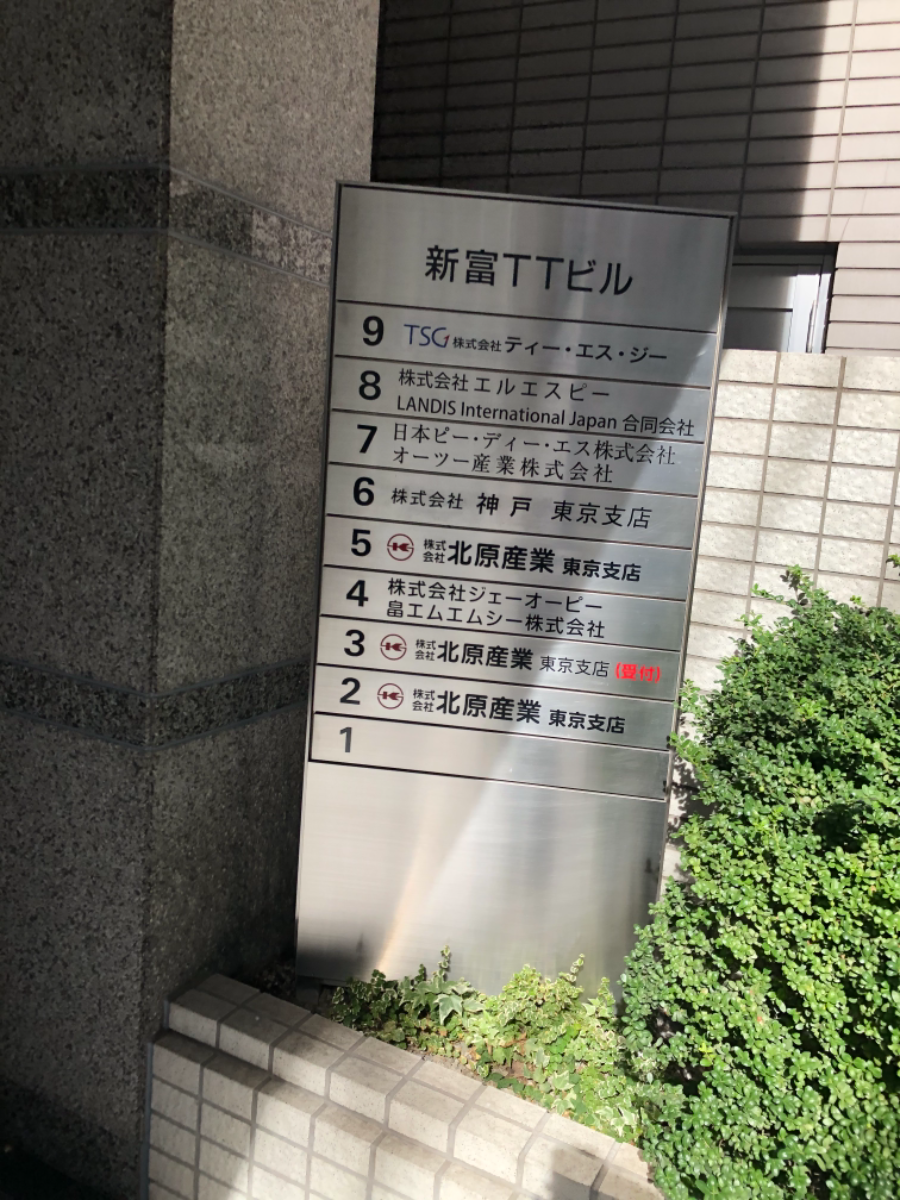 新富TTビル
9 TSG 株式会社ティー・エス・ジー
8 株式会社エルエスピー
LANDIS International Japan 合同会社
7 日本ピー・ディー・エス株式会社
オーツー産業株式会社
6 株式会社 神戸 東京支店
5 株式会社北原産業 東京支店
4 株式会社ジェーオーピー
畠エムエムシー株式会社
3 株式会社北原産業 東京支店 (受付)
2 株式会社北原産業 東京支店
1